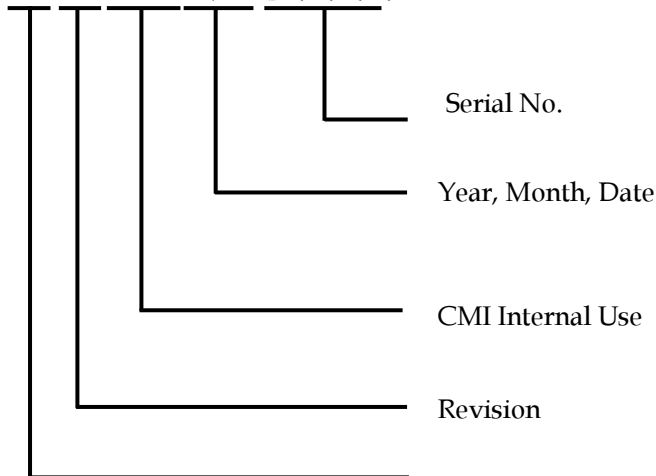 Serial No.
Year, Month, Date
CMI Internal Use
Revision